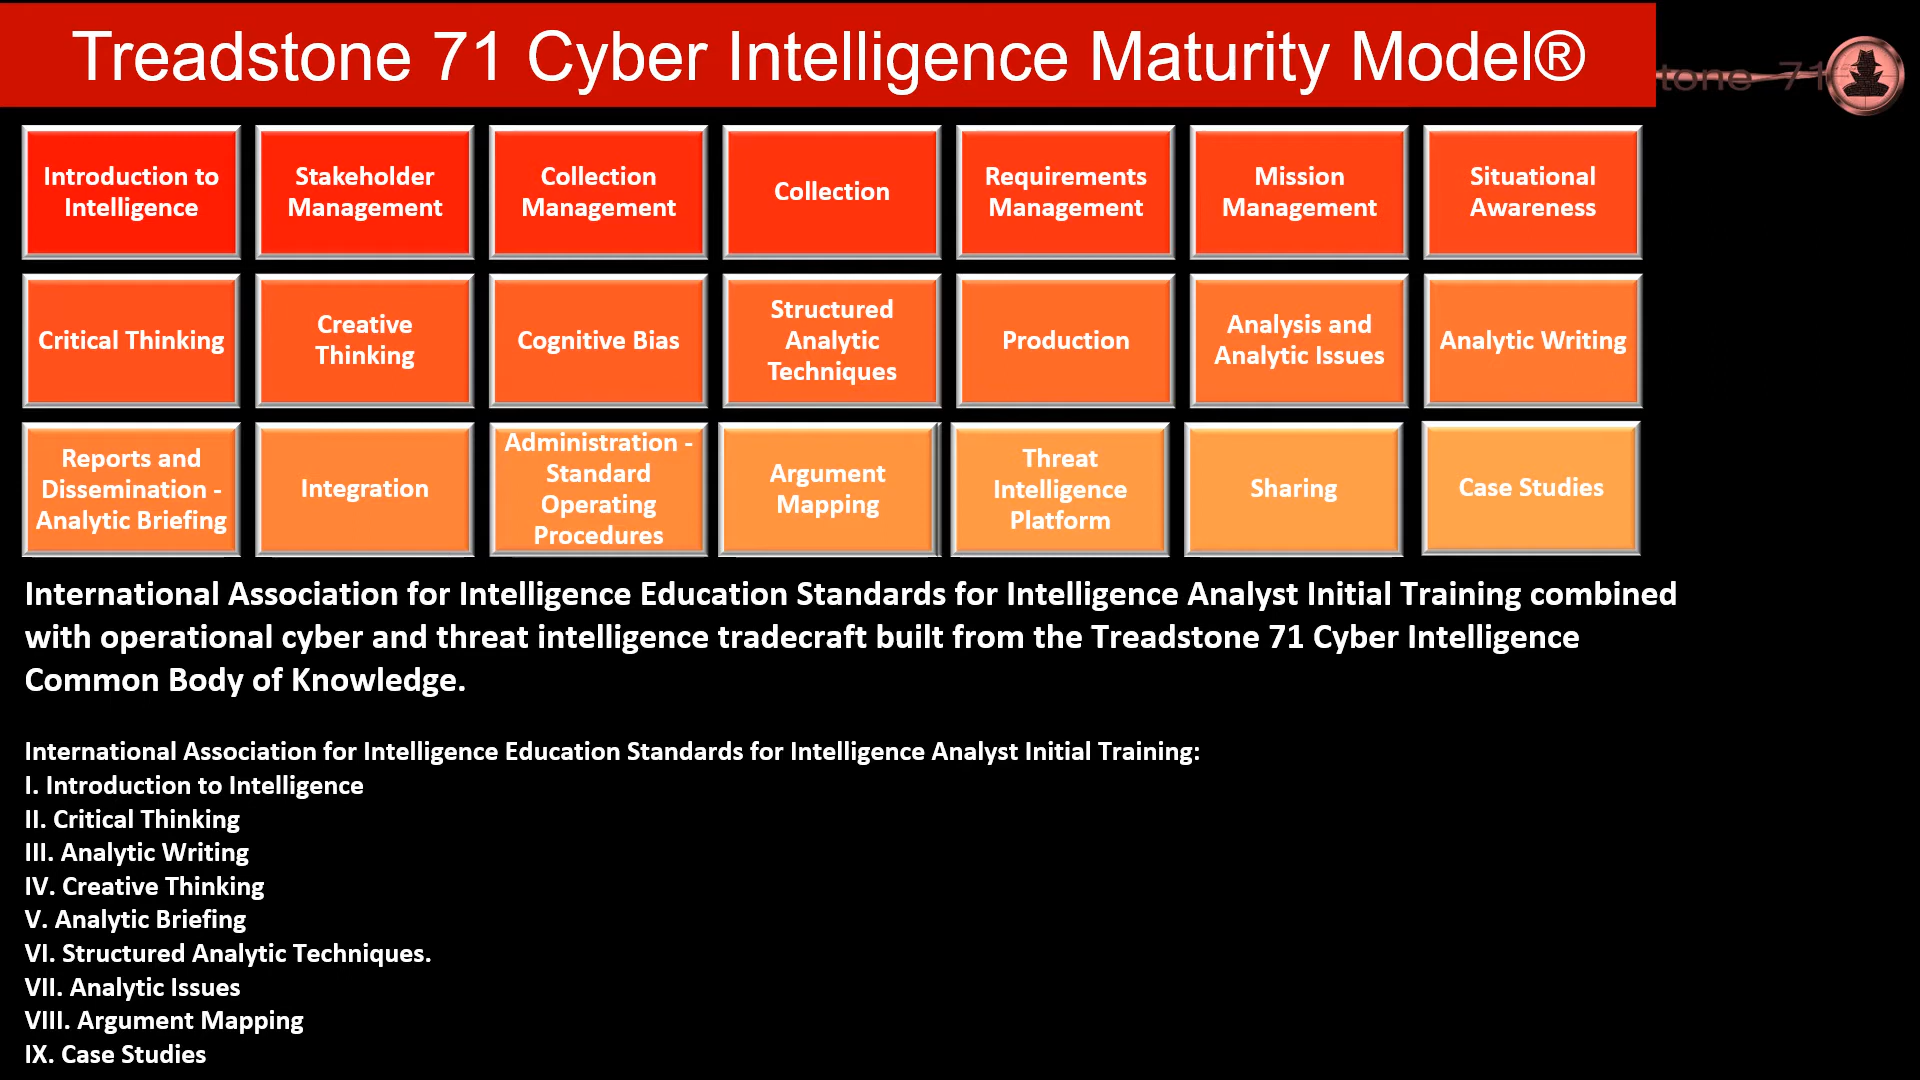 Treadstone 71 Cyber Intelligence Maturity Model®
tone 71
Introduction to
Intelligence
Stakeholder
Management
Collection
Management
Collection
Requirements
Management
Mission
Management
Situational
Awareness
Critical Thinking
Creative
Thinking
Cognitive Bias
Structured
Analytic
Techniques
Production
Analysis and
Analytic Issues
Analytic Writing
Reports and
Dissemination -
Analytic Briefing
Integration
Administration -
Standard
Operating
Procedures
Argument
Mapping
Threat
Intelligence
Platform
Sharing
Case Studies
International Association for Intelligence Education Standards for Intelligence Analyst Initial Training combined
with operational cyber and threat intelligence tradecraft built from the Treadstone 71 Cyber Intelligence
Common Body of Knowledge.
International Association for Intelligence Education Standards for Intelligence Analyst Initial Training:
I. Introduction to Intelligence
II. Critical Thinking
III. Analytic Writing
IV. Creative Thinking
V. Analytic Briefing
VI. Structured Analytic Techniques.
VII. Analytic Issues
VIII. Argument Mapping
IX. Case Studies